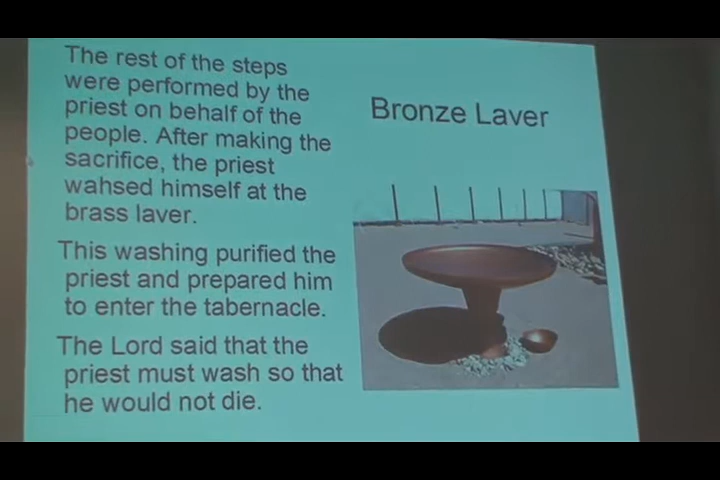 The rest of the steps
were performed by the
priest on behalf of the
people. After making the
sacrifice, the priest
wahsed himself at the
brass laver.
This washing purified the
priest and prepared him
to enter the tabernacle.
The Lord said that the
priest must wash so that
he would not die.
Bronze Laver